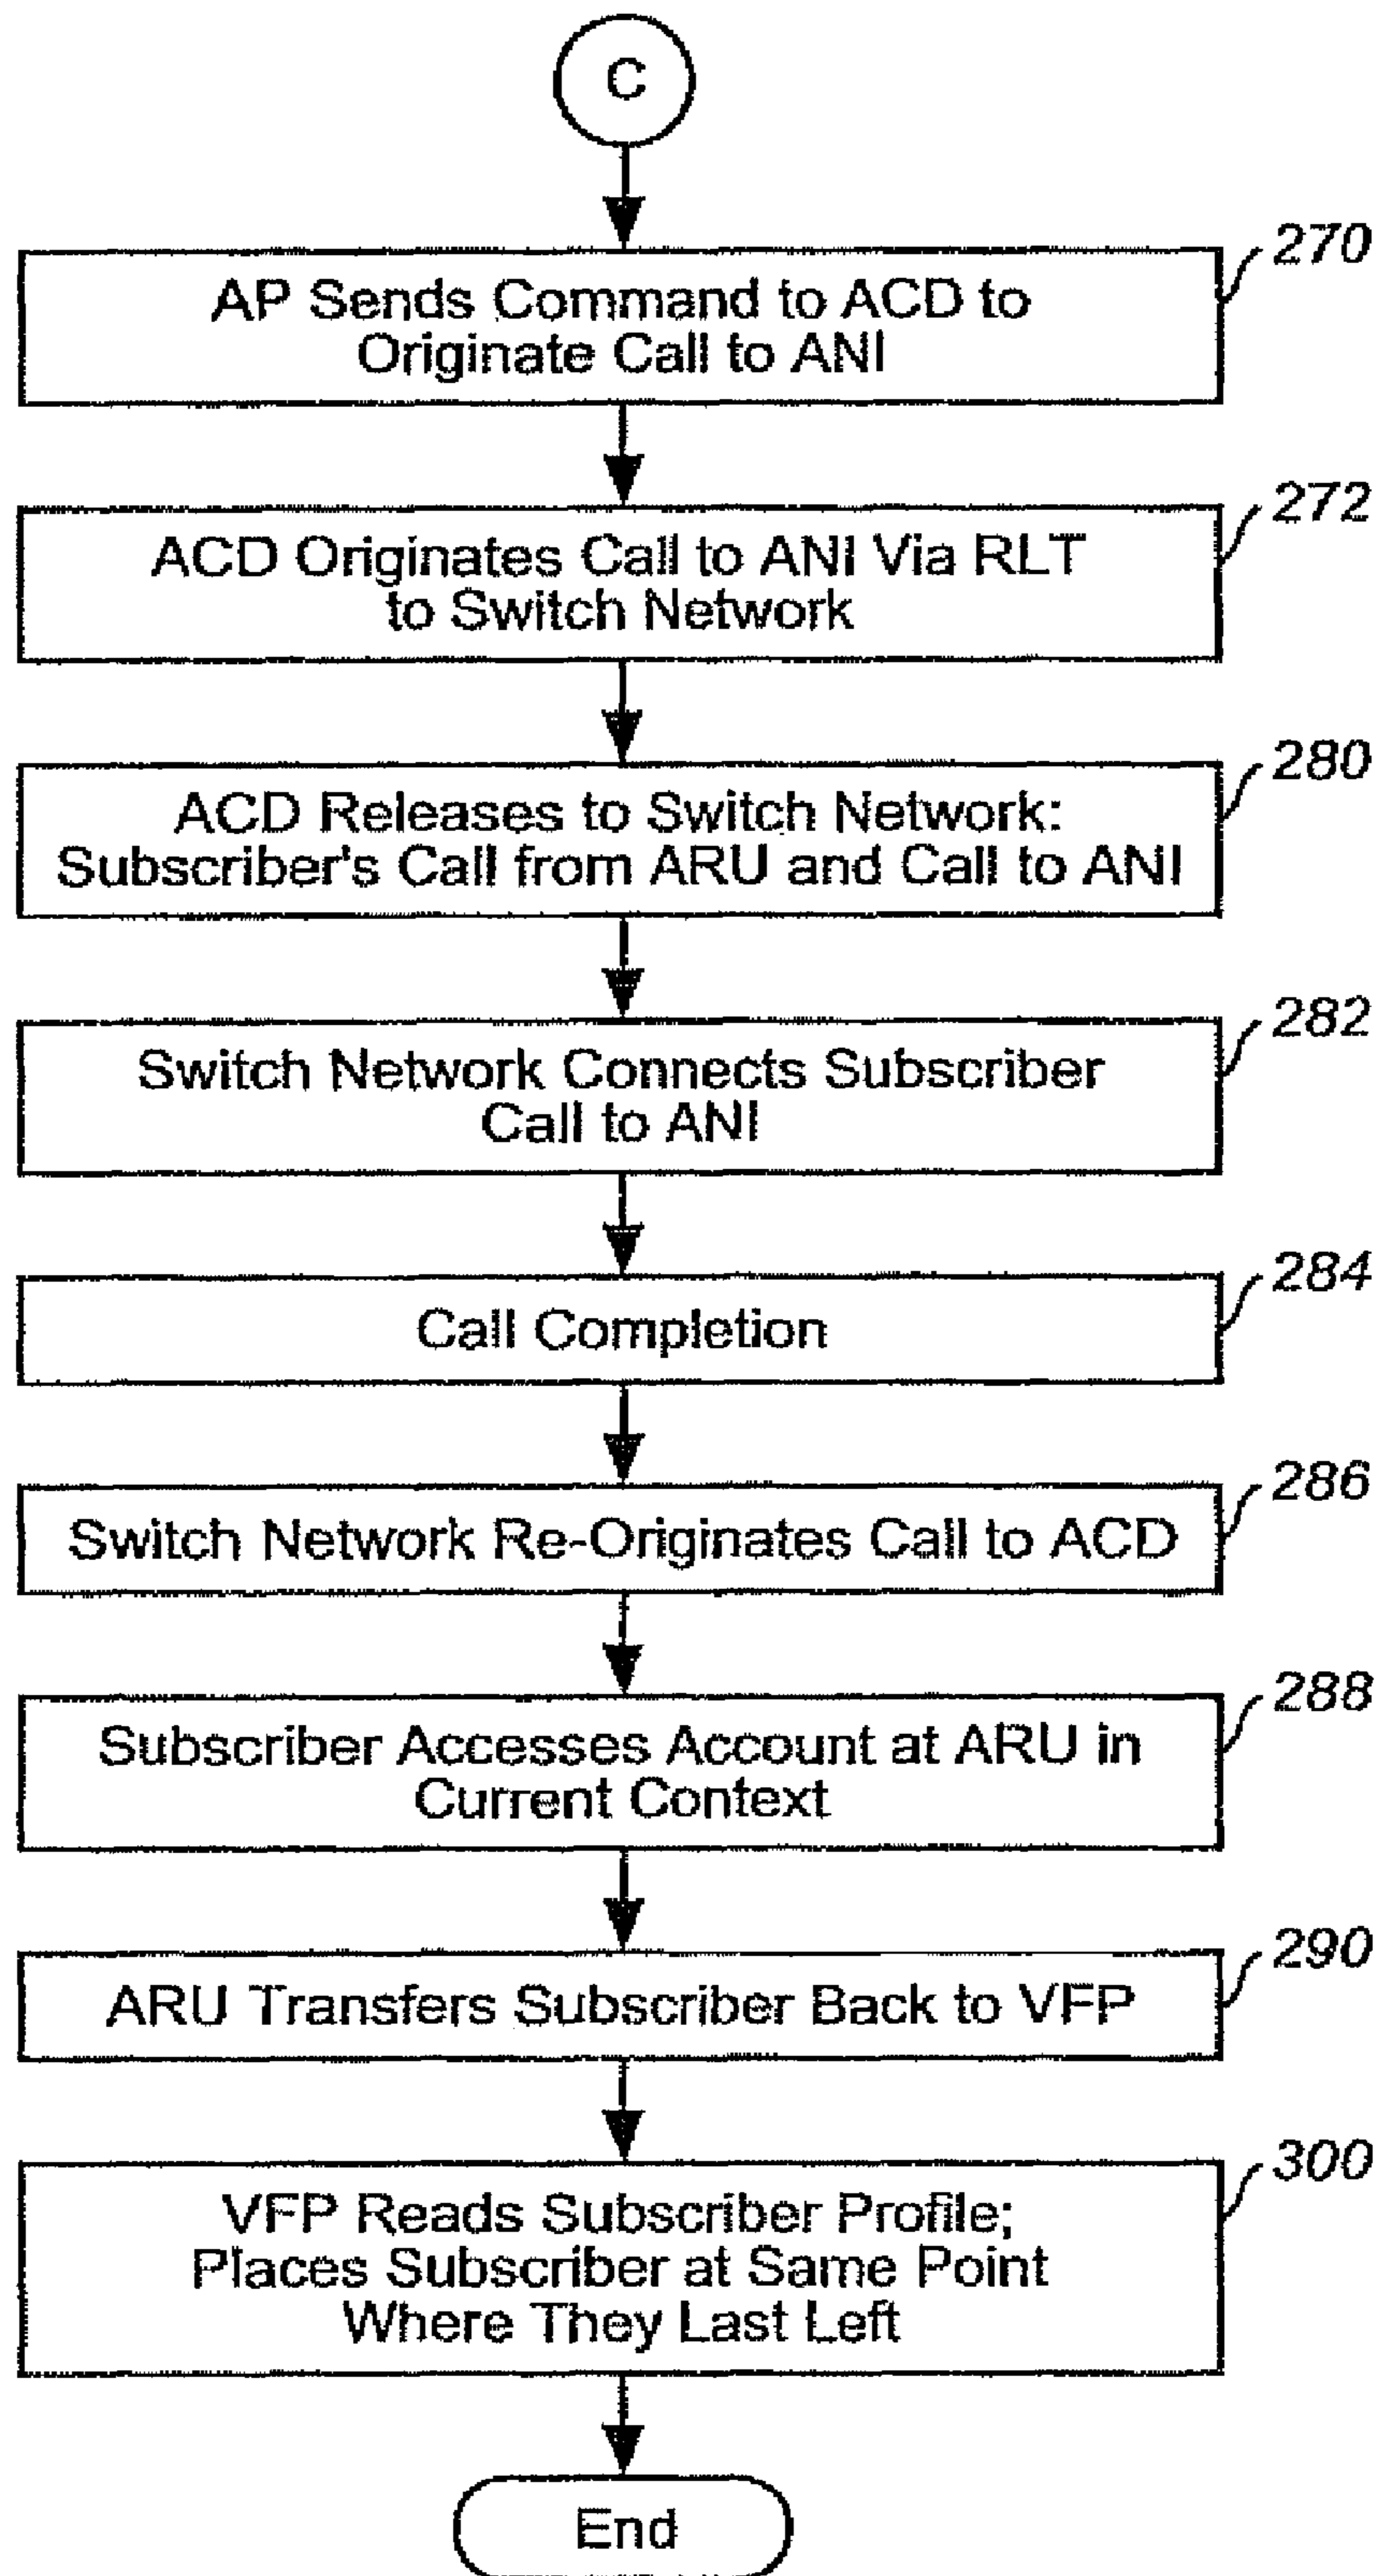 C
270
AP Sends Command to ACD to
Originate Call to ANI
272
ACD Originates Call to ANI Via RLT
to Switch Network
280
ACD Releases to Switch Network:
Subscriber's Call from ARU and Call to ANI
282
Switch Network Connects Subscriber
Call to ANI
284
Call Completion
286
Switch Network Re-Originates Call to ACD
288
Subscriber Accesses Account at ARU in
Current Context
290
ARU Transfers Subscriber Back to VFP
300
VFP Reads Subscriber Profile;
Places Subscriber at Same Point
Where They Last Left
End